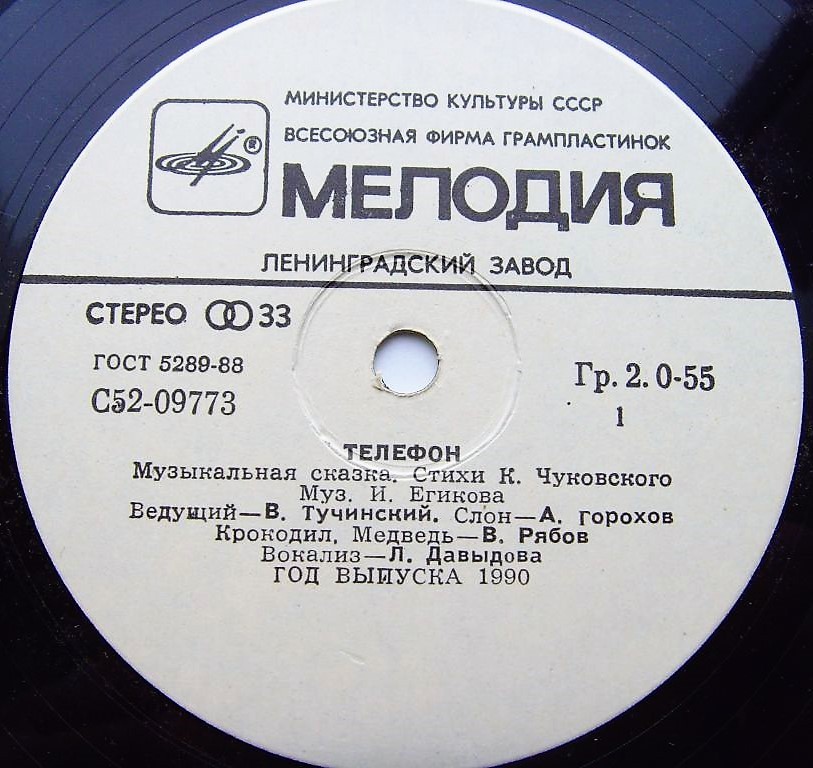 МИНИСТЕРСТВО КУЛЬТУРЫ СССР
ВСЕСОЮЗНАЯ ФИРМА ГРАМПЛАСТИНОК
®
МЕЛОДИЯ
ЛЕНИНГРАДСКИЙ ЗАВОД
СТЕРЕО 33
ГОСТ 5289-88
С52-09773
Гр. 2. 0-55
1
ТЕЛЕФОН
Музыкальная сказка. Стихи К. Чуковского
Муз. И. Егикова
Ведущий—В. Тучинский. Слон—А. горохов
Крокодил, Медведь—В. Рябов
Вокализ—Л. Давыдова
ГОД ВЫПУСКА 1990